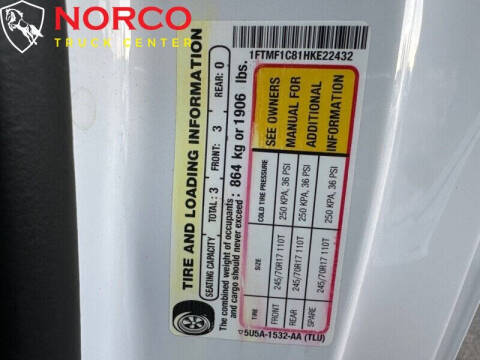 NORCO
TRUCK CENTER
1FTMF1C81HKE22432
TIRE AND LOADING INFORMATION
SEATING CAPACITY TOTAL: 3 FRONT: 3 REAR: 0
The combined weight of occupants
and cargo should never exceed: 864 kg or 1906 lbs.
TIRE SIZE COLD TIRE PRESSURE SEE OWNERS
FRONT 245/70R17 110T 250 KPA, 36 PSI MANUAL FOR
REAR 245/70R17 110T 250 KPA, 36 PSI ADDITIONAL
SPARE 245/70R17 110T 250 KPA, 36 PSI INFORMATION
5U5A-1532-AA (TLU)